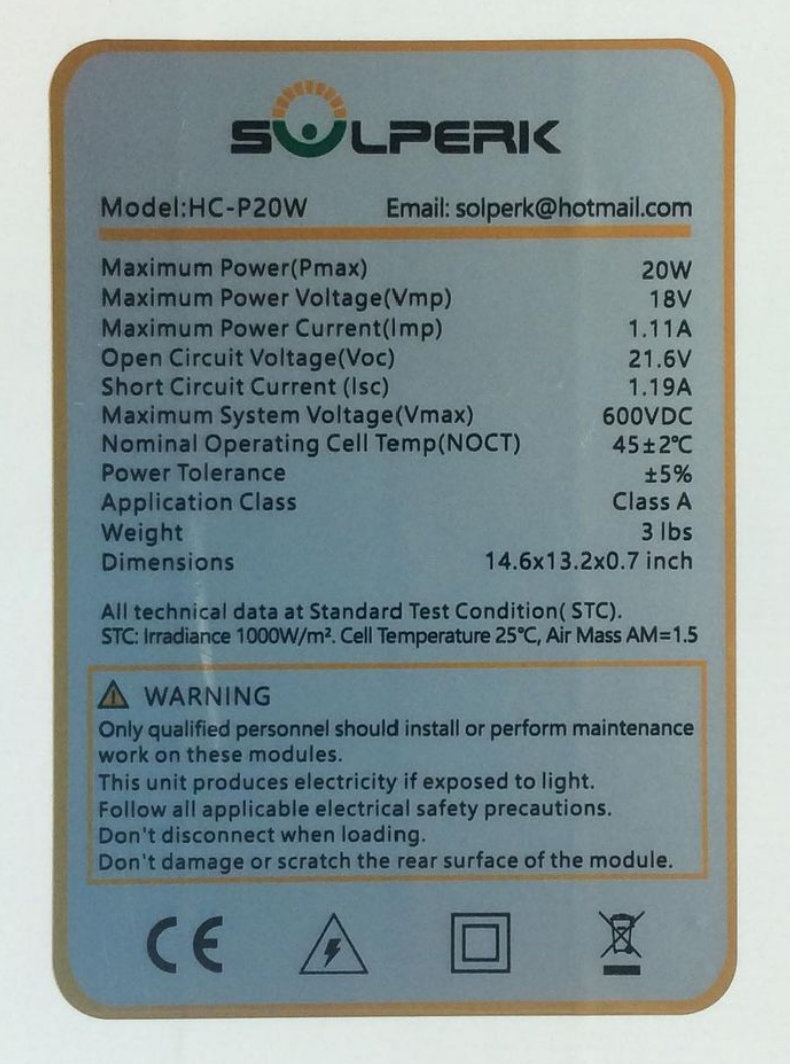 SOLPERK
Model:HC-P20W Email: solperk@hotmail.com
Maximum Power(Pmax) 20W
Maximum Power Voltage(Vmp) 18V
Maximum Power Current(Imp) 1.11A
Open Circuit Voltage(Voc) 21.6V
Short Circuit Current (Isc) 1.19A
Maximum System Voltage(Vmax) 600VDC
Nominal Operating Cell Temp(NOCT) 45±2℃
Power Tolerance ±5%
Application Class Class A
Weight 3 lbs
Dimensions 14.6x13.2x0.7 inch
All technical data at Standard Test Condition( STC).
STC: Irradiance 1000W/m². Cell Temperature 25℃, Air Mass AM=1.5
WARNING
Only qualified personnel should install or perform maintenance
work on these modules.
This unit produces electricity if exposed to light.
Follow all applicable electrical safety precautions.
Don't disconnect when loading.
Don't damage or scratch the rear surface of the module.
CE